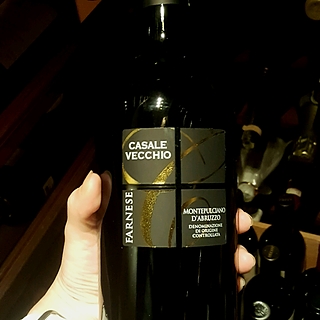 CASALE
VECCHIO
FARNESE
MONTEPULCIANO
D'ABRUZZO
DENOMINAZIONE
DI ORIGINE
CONTROLLATA